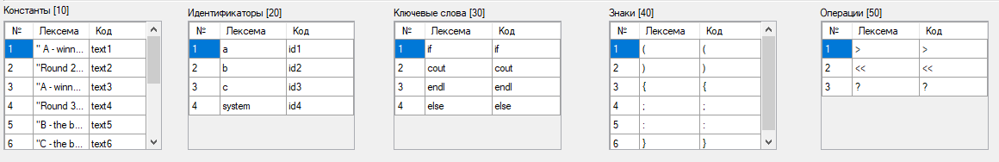 Константы [10] Идентификаторы [20] Ключевые слова [30] Знаки [40] Операции [50]
№ Лексема Код № Лексема Код № Лексема Код № Лексема Код № Лексема Код
1 " A - winn... text1 1 a id1 1 if if 1 ( ( 1 > >
2 "Round 2... text2 2 b id2 2 cout cout 2 ) ) 2 << <<
3 "A - winn... text3 3 c id3 3 endl endl 3 { { 3 ? ?
4 "Round 3... text4 4 system id4 4 else else 4 ; ;
5 "B - the b... text5 5 : :
6 "C - the b... text6 6 } }